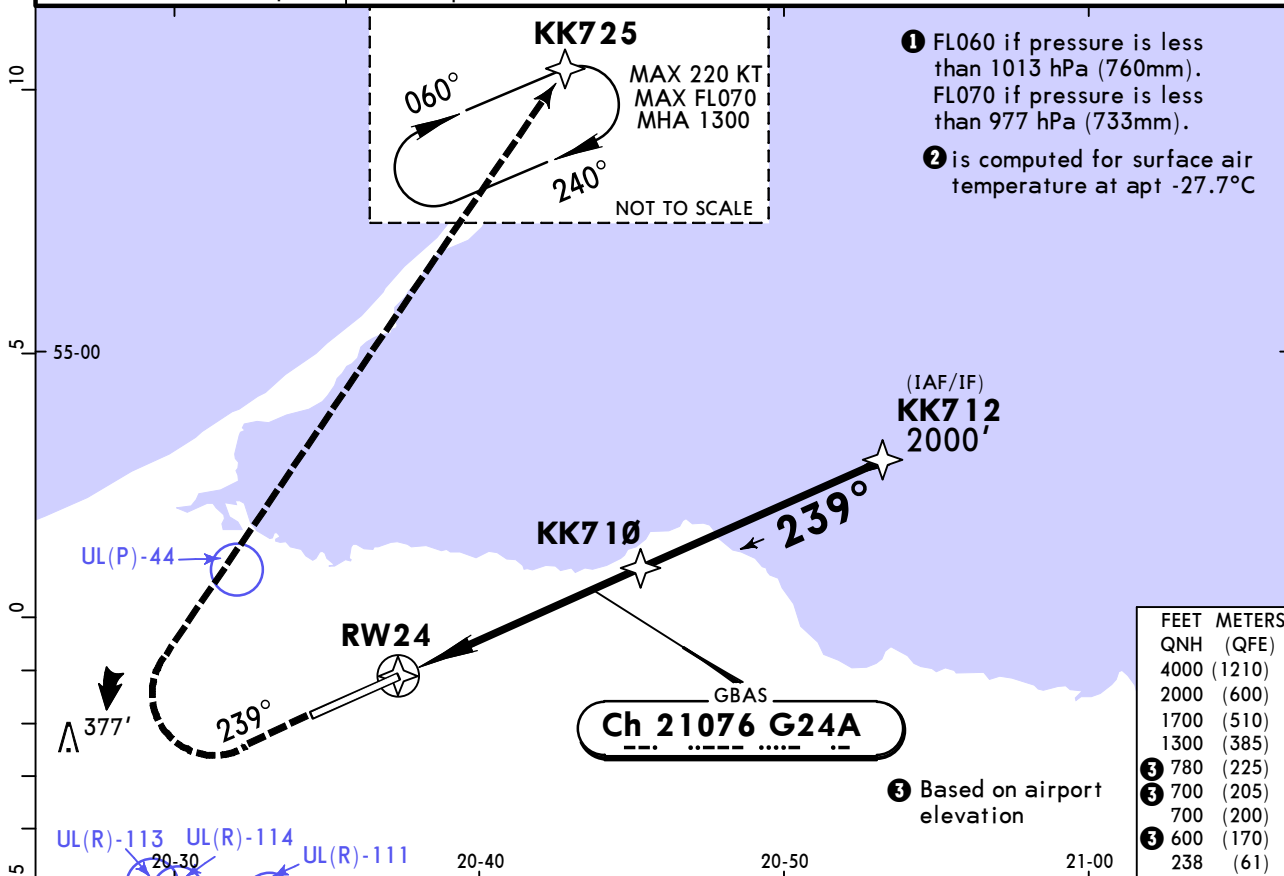 KK725
060°
240°
MAX 220 KT
MAX FL070
MHA 1300
NOT TO SCALE
❶ FL060 if pressure is less
than 1013 hPa (760mm).
FL070 if pressure is less
than 977 hPa (733mm).
❷ is computed for surface air
temperature at apt -27.7°C
10
5
55-00
0
5
(IAF/IF)
KK712
2000'
239°
KK71Ø
UL(P)-44
RW24
239°
377'
GBAS
Ch 21076 G24A
❸ Based on airport
elevation
FEET METERS
QNH (QFE)
4000 (1210)
2000 (600)
1700 (510)
1300 (385)
❸ 780 (225)
❸ 700 (205)
700 (200)
❸ 600 (170)
238 (61)
UL(R)-113
UL(R)-114
UL(R)-111
20-30
20-40
20-50
21-00